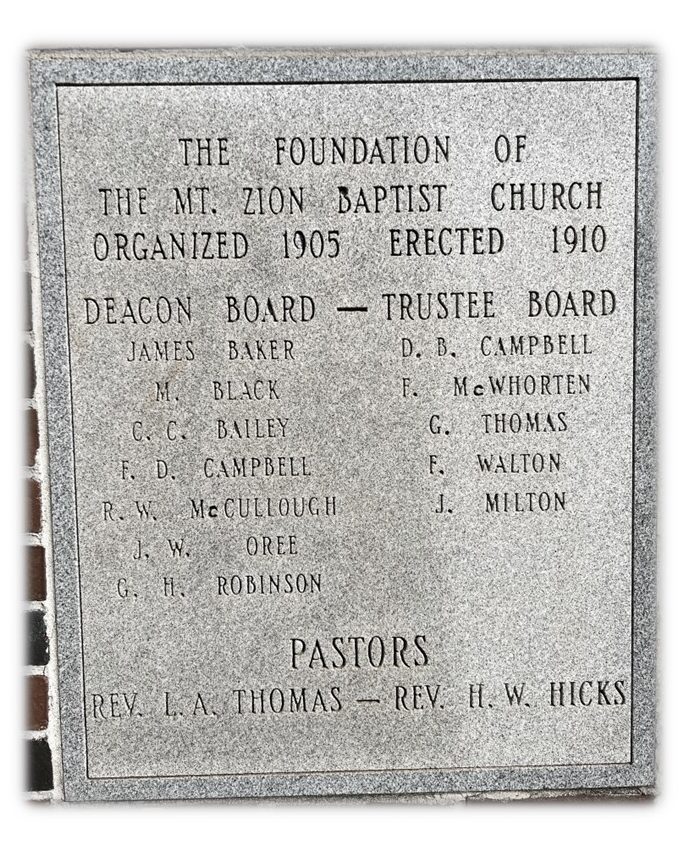 THE FOUNDATION OF
THE MT. ZION BAPTIST CHURCH
ORGANIZED 1905 ERECTED 1910
DEACON BOARD — TRUSTEE BOARD
JAMES BAKER D. B. CAMPBELL
M. BLACK F. McWHORTEN
C. C. BAILEY G. THOMAS
F. D. CAMPBELL F. WALTON
R. W. McCULLOUGH J. MILTON
J. W. OREE
G. H. ROBINSON
PASTORS
REV. L. A. THOMAS — REV. H. W. HICKS